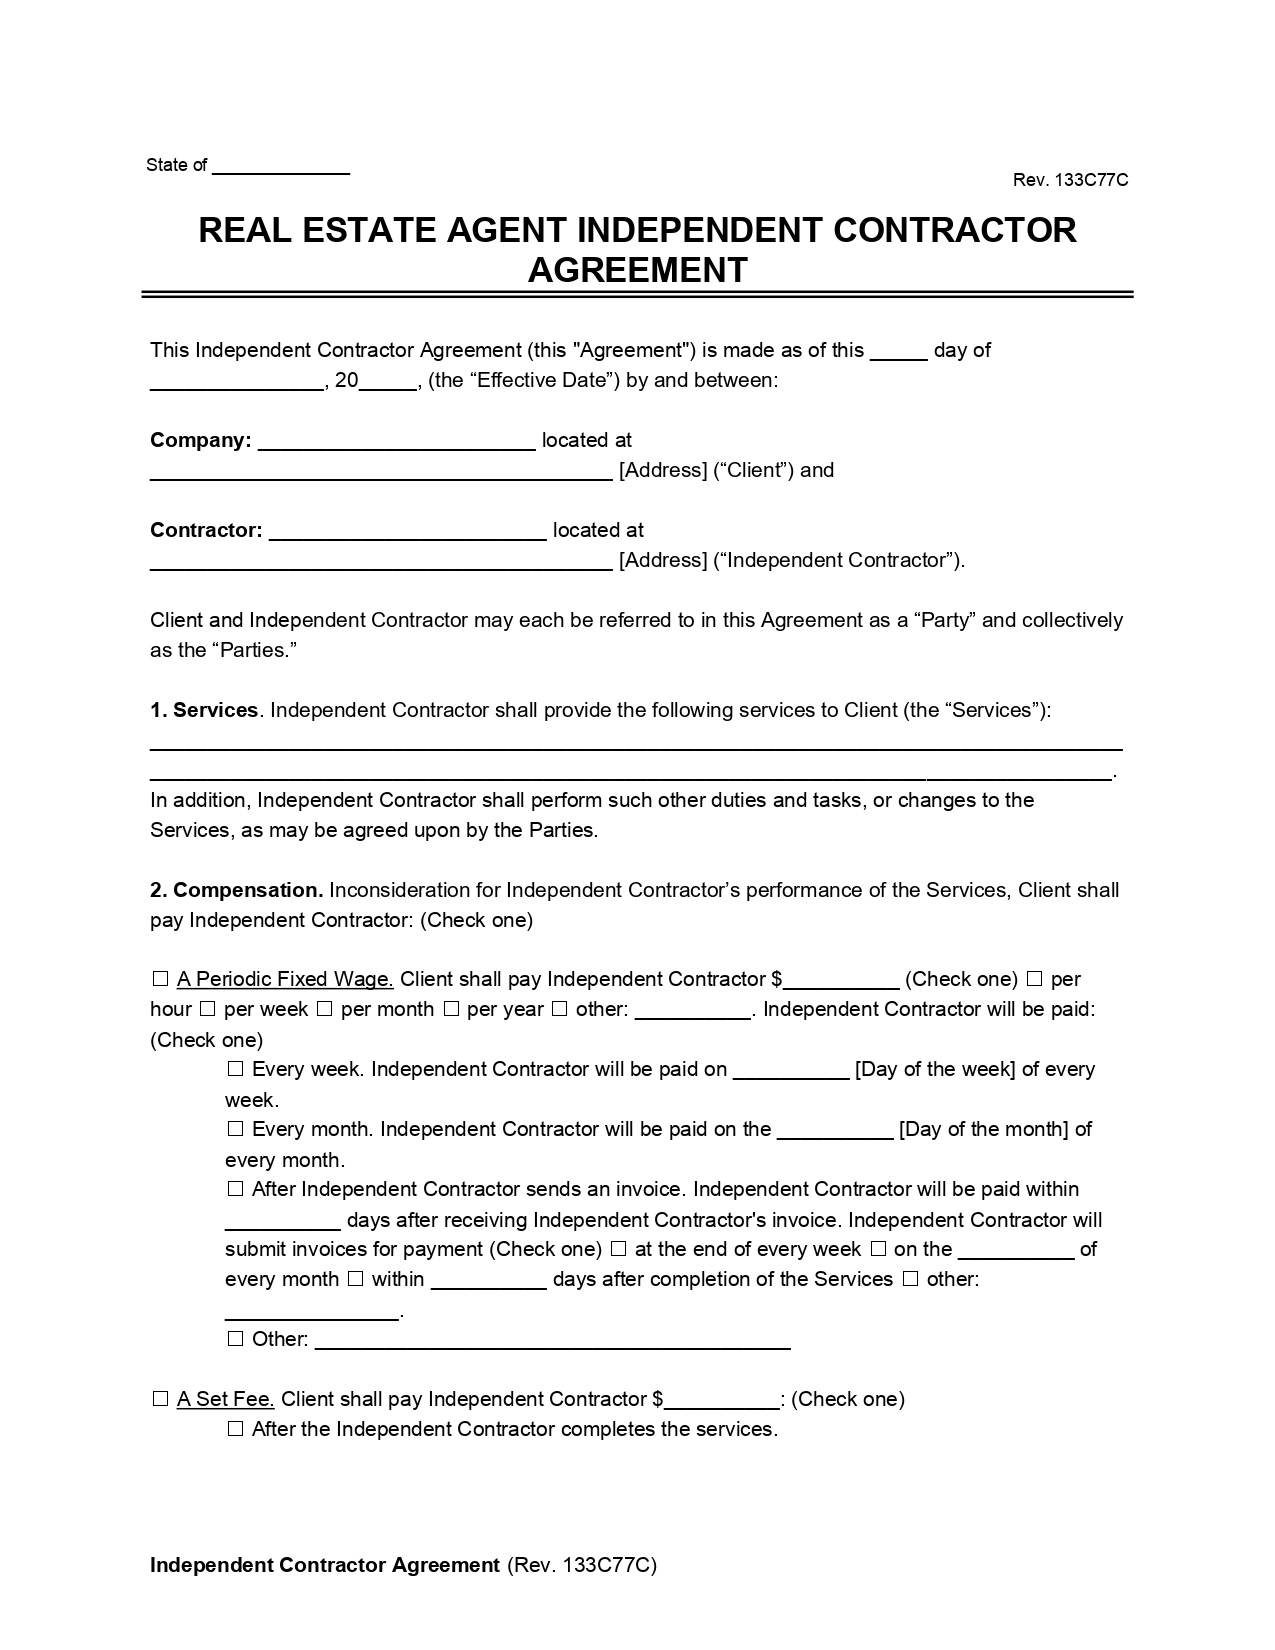 State of _______________
Rev. 133C77C
REAL ESTATE AGENT INDEPENDENT CONTRACTOR
AGREEMENT
This Independent Contractor Agreement (this "Agreement") is made as of this _____ day of
_______________, 20_____, (the “Effective Date”) by and between:
Company: ________________________ located at
________________________________________ [Address] (“Client”) and
Contractor: ________________________ located at
________________________________________ [Address] (“Independent Contractor”).
Client and Independent Contractor may each be referred to in this Agreement as a “Party” and collectively
as the “Parties.”
1. Services. Independent Contractor shall provide the following services to Client (the “Services”):
____________________________________________________________________________________
___________________________________________________________________________________.
In addition, Independent Contractor shall perform such other duties and tasks, or changes to the
Services, as may be agreed upon by the Parties.
2. Compensation. Inconsideration for Independent Contractor’s performance of the Services, Client shall
pay Independent Contractor: (Check one)
☐ A Periodic Fixed Wage. Client shall pay Independent Contractor $__________ (Check one) ☐ per
hour ☐ per week ☐ per month ☐ per year ☐ other: __________. Independent Contractor will be paid:
(Check one)
☐ Every week. Independent Contractor will be paid on __________ [Day of the week] of every
week.
☐ Every month. Independent Contractor will be paid on the __________ [Day of the month] of
every month.
☐ After Independent Contractor sends an invoice. Independent Contractor will be paid within
__________ days after receiving Independent Contractor's invoice. Independent Contractor will
submit invoices for payment (Check one) ☐ at the end of every week ☐ on the __________ of
every month ☐ within __________ days after completion of the Services ☐ other:
_______________.
☐ Other: _________________________________________
☐ A Set Fee. Client shall pay Independent Contractor $__________: (Check one)
☐ After the Independent Contractor completes the services.
Independent Contractor Agreement (Rev. 133C77C)